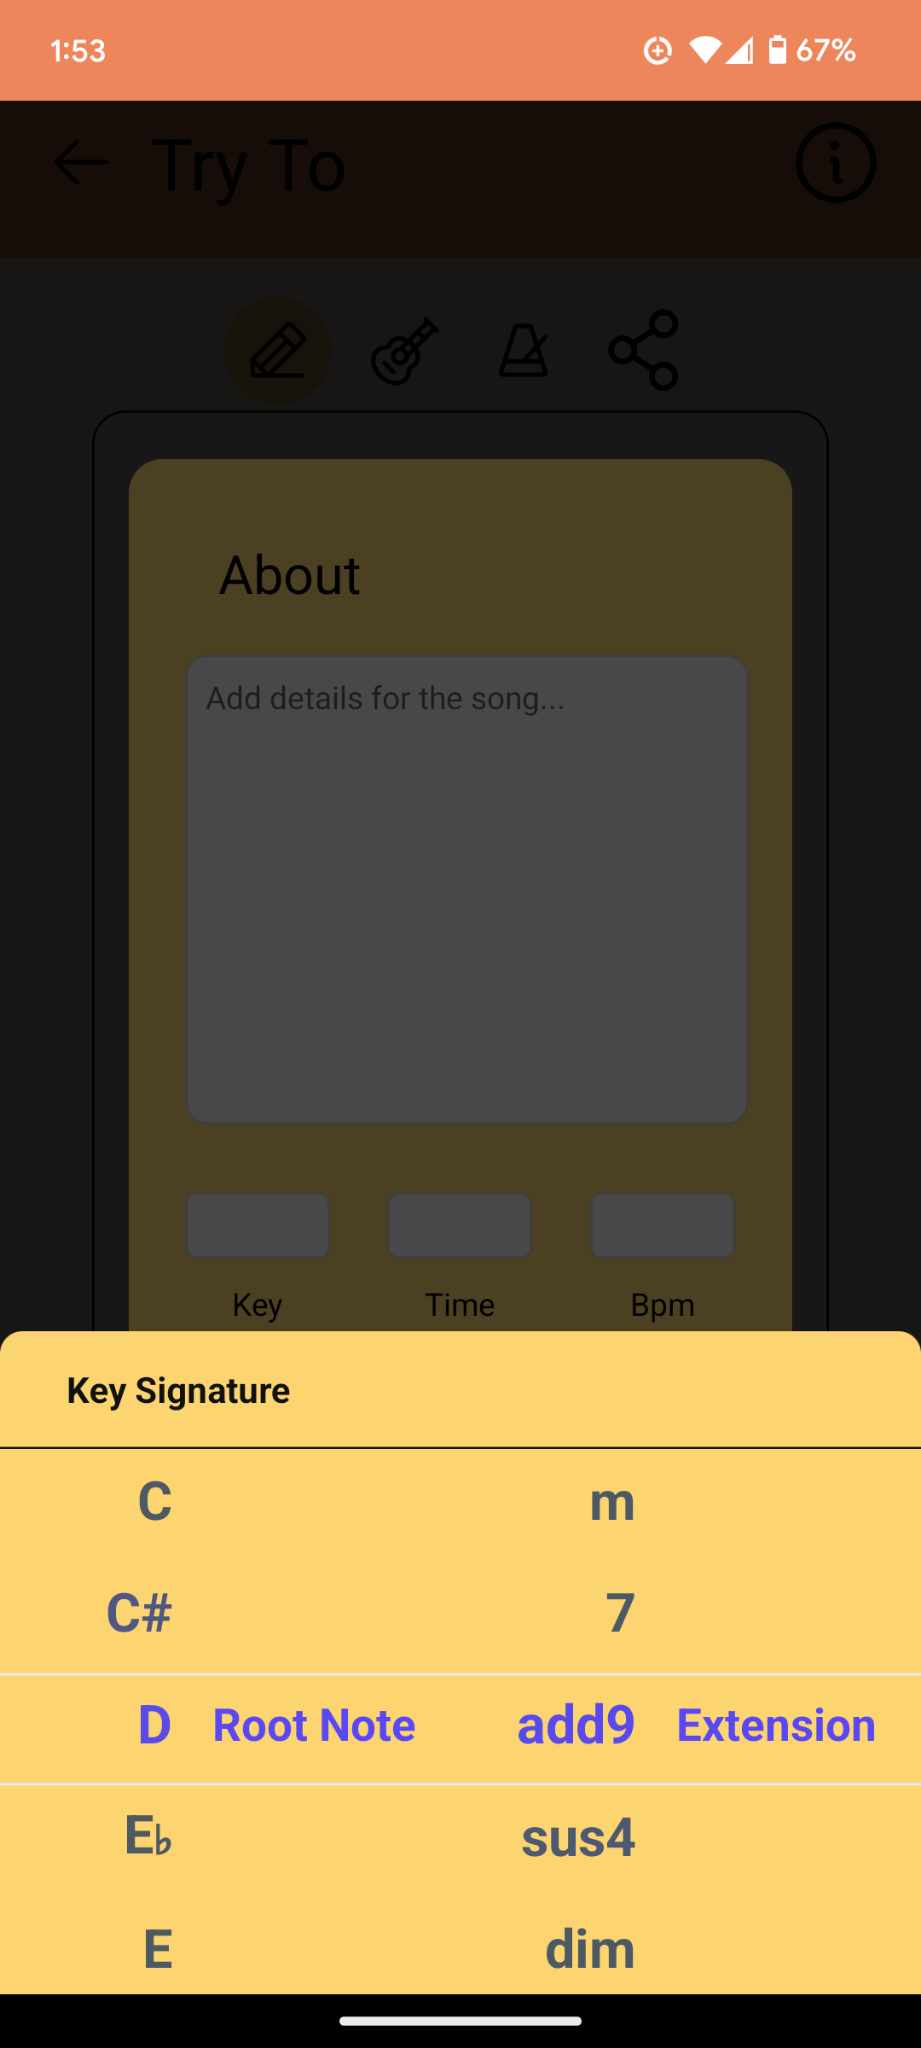 1:53 67%
Try To
About
Add details for the song...
Key Time Bpm
Key Signature
C m
C# 7
D Root Note add9 Extension
E♭ sus4
E dim